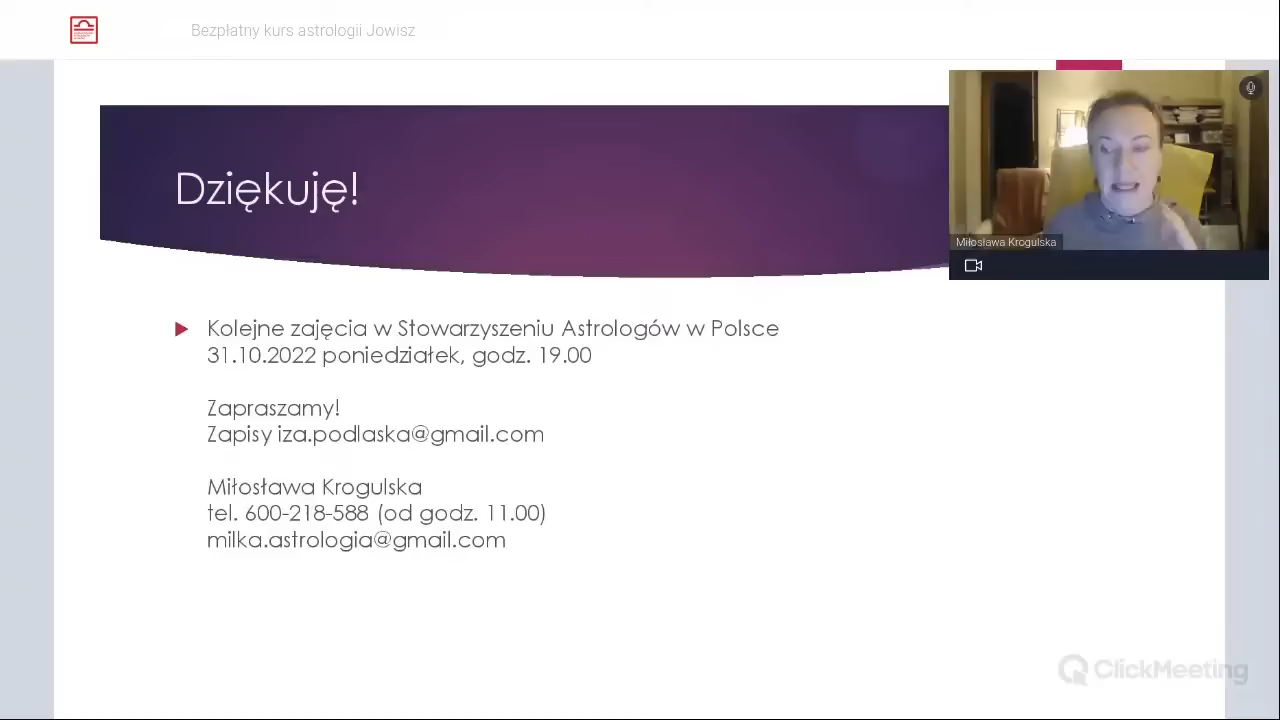 Bezpłatny kurs astrologii Jowisz
Dziękuję!
Miłosława Krogulska
Kolejne zajęcia w Stowarzyszeniu Astrologów w Polsce
31.10.2022 poniedziałek, godz. 19.00
Zapraszamy!
Zapisy iza.podlaska@gmail.com
Miłosława Krogulska
tel. 600-218-588 (od godz. 11.00)
milka.astrologia@gmail.com
ClickMeeting